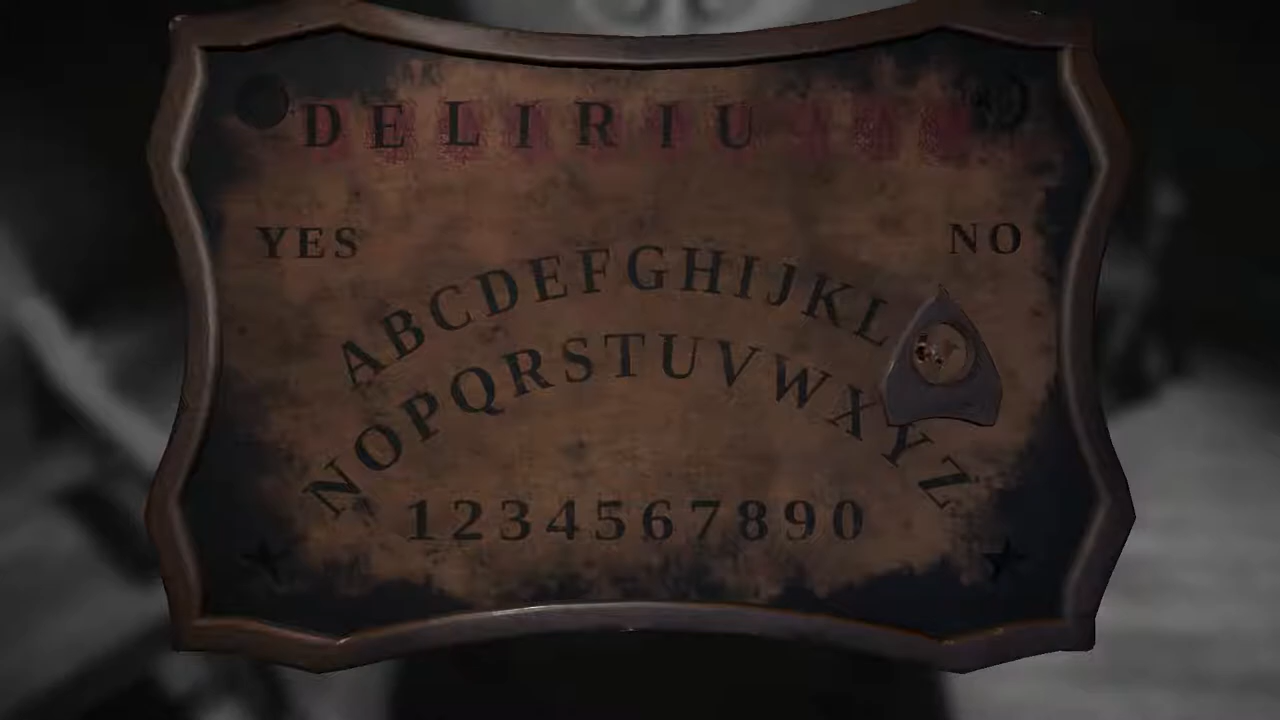 DELIRIU
YES
NO
ABCDEFGHIJKL
NOPQRSTUVWXYZ
1234567890